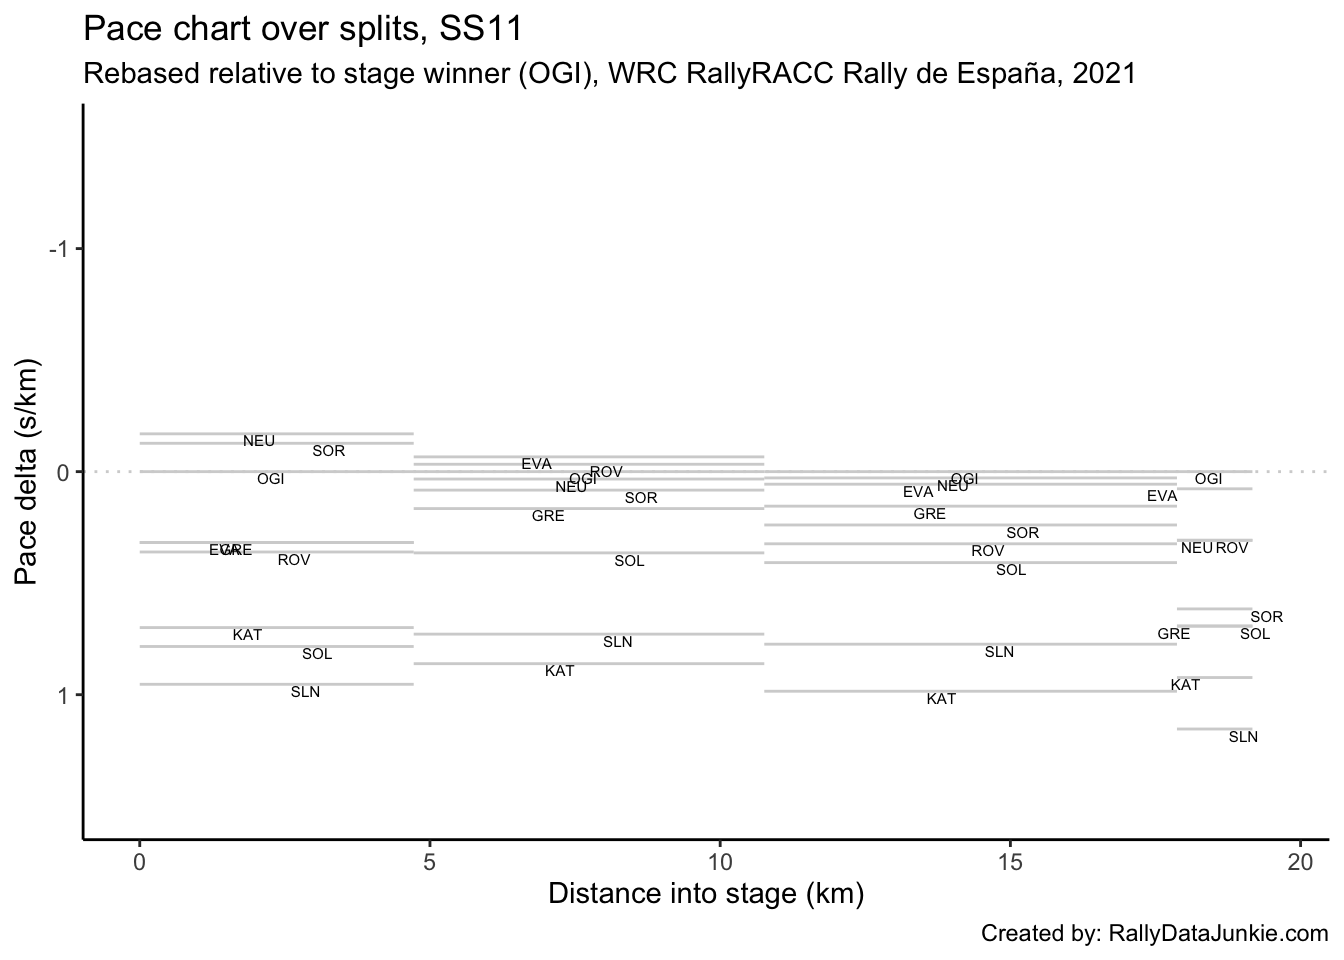 Pace chart over splits, SS11
Rebased relative to stage winner (OGI), WRC RallyRACC Rally de España, 2021
Pace delta (s/km)
-1
0
1
NEU
SOR
OGI
EVA
GRE
ROV
KAT
SOL
SLN
EVA
ROV
OGI
NEU
SOR
GRE
SOL
SLN
KAT
OGI
NEU
EVA
GRE
SOR
ROV
SOL
SLN
KAT
OGI
EVA
NEU ROV
SOR
GRE SOL
KAT
SLN
0 5 10 15 20
Distance into stage (km)
Created by: RallyDataJunkie.com